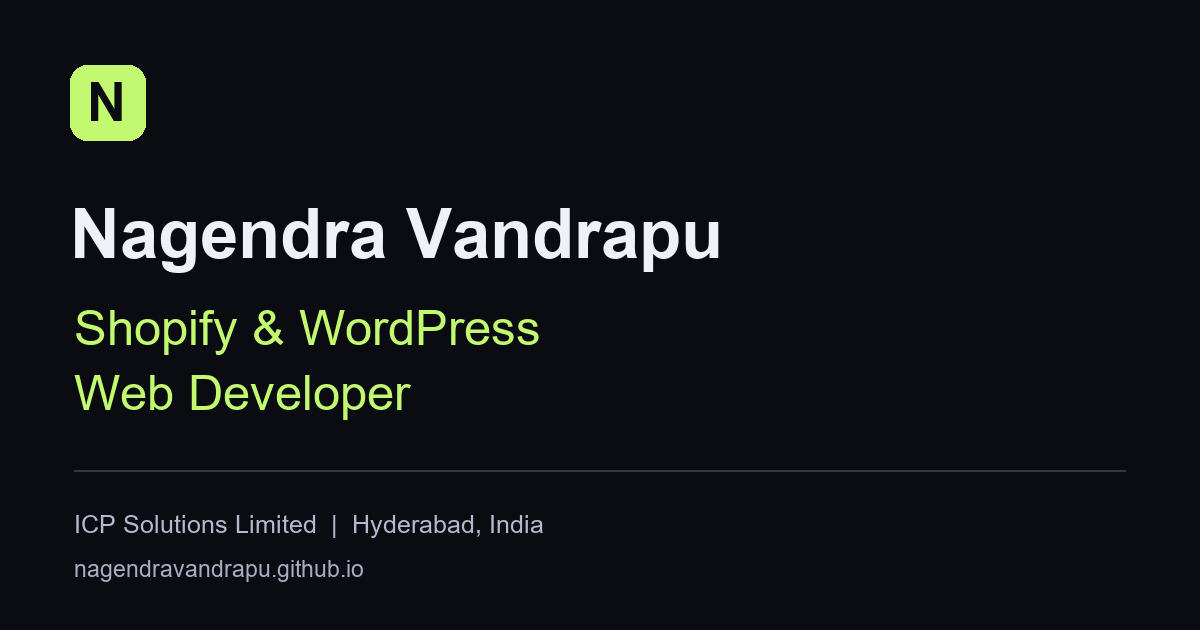 N
Nagendra Vandrapu
Shopify & WordPress
Web Developer
ICP Solutions Limited | Hyderabad, India
nagendravandrapu.github.io